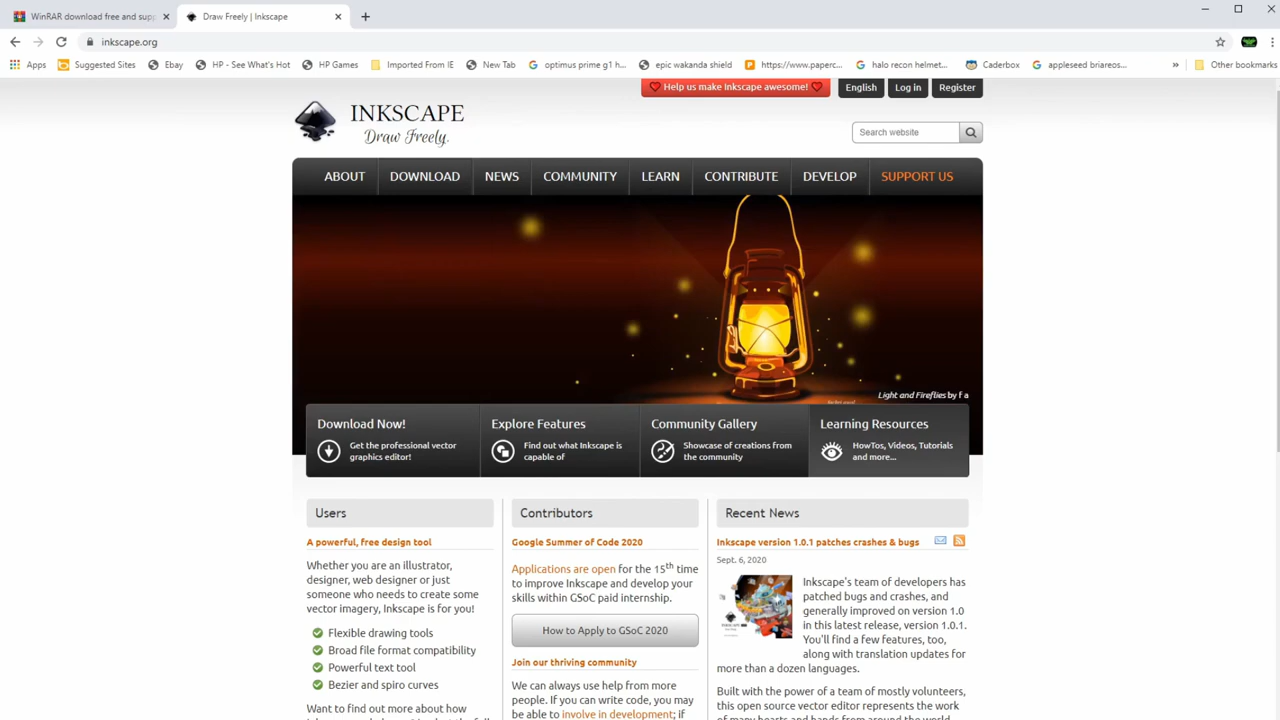 WinRAR download free and supp
Draw Freely | Inkscape
inkscape.org
Apps
Suggested Sites
Ebay
HP - See What's Hot
HP Games
Imported From IE
New Tab
optimus prime g1 h...
epic wakanda shield
https://www.paperc...
halo recon helmet...
Caderbox
appleseed briareos...
»
Other bookmarks
Help us make Inkscape awesome!
English
Log in
Register
INKSCAPE
Draw Freely.
Search website
ABOUT
DOWNLOAD
NEWS
COMMUNITY
LEARN
CONTRIBUTE
DEVELOP
SUPPORT US
Light and Fireflies by f a
Download Now!
Get the professional vector
graphics editor!
Explore Features
Find out what Inkscape is
capable of
Community Gallery
Showcase of creations from
the community
Learning Resources
HowTos, Videos, Tutorials
and more...
Users
A powerful, free design tool
Whether you are an illustrator,
designer, web designer or just
someone who needs to create some
vector imagery, Inkscape is for you!
Flexible drawing tools
Broad file format compatibility
Powerful text tool
Bezier and spiro curves
Want to find out more about how
Contributors
Google Summer of Code 2020
Applications are open for the 15th time
to improve Inkscape and develop your
skills within GSoC paid internship.
How to Apply to GSoC 2020
Join our thriving community
We can always use help from more
people. If you can write code, you may
be able to involve in development; if
Recent News
Inkscape version 1.0.1 patches crashes & bugs
Sept. 6, 2020
Inkscape's team of developers has
patched bugs and crashes, and
generally improved on version 1.0
in this latest release, version 1.0.1.
You'll find a few features, too,
along with translation updates for
more than a dozen languages.
Built with the power of a team of mostly volunteers,
this open source vector editor represents the work
of many hearts and hands from around the world